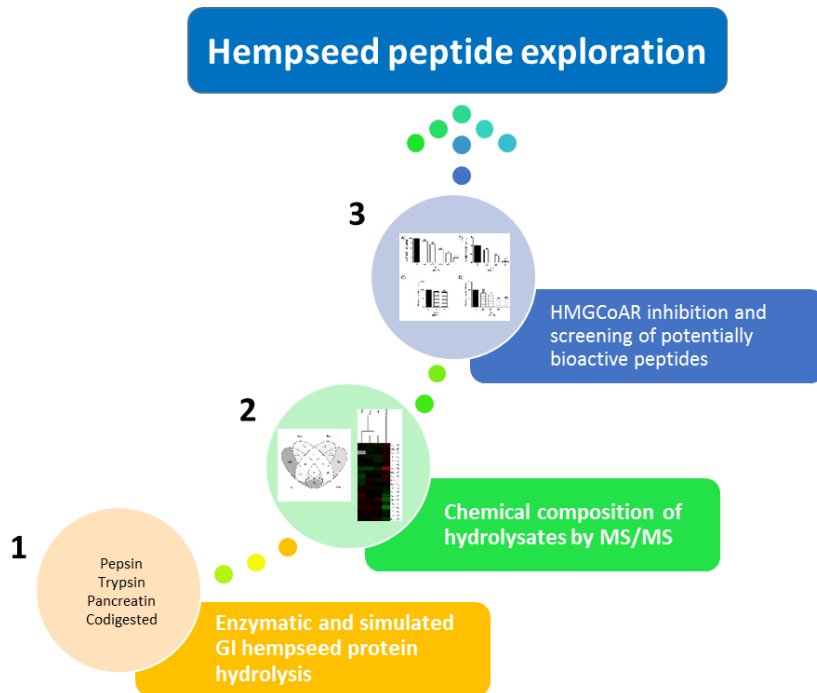 Hempseed peptide exploration
3
HMGCoAR inhibition and
screening of potentially
bioactive peptides
2
Chemical composition of
hydrolysates by MS/MS
1
Pepsin
Trypsin
Pancreatin
Codigested
Enzymatic and simulated
GI hempseed protein
hydrolysis